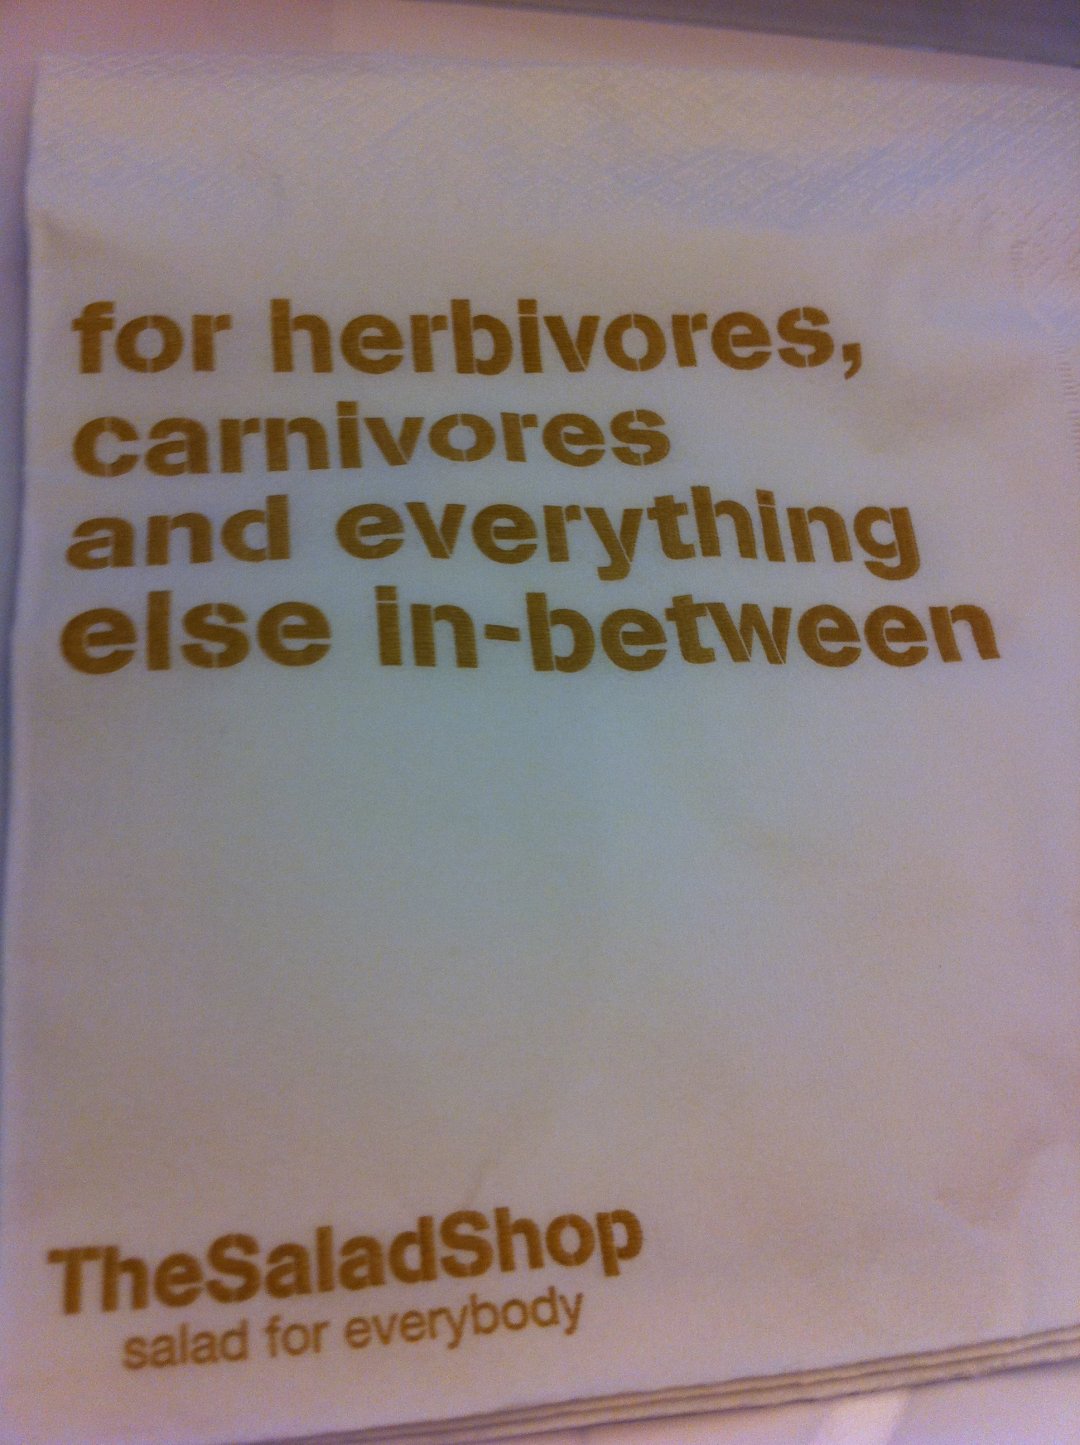 for herbivores,
carnivores
and everything
else in-between
TheSaladShop
salad for everybody